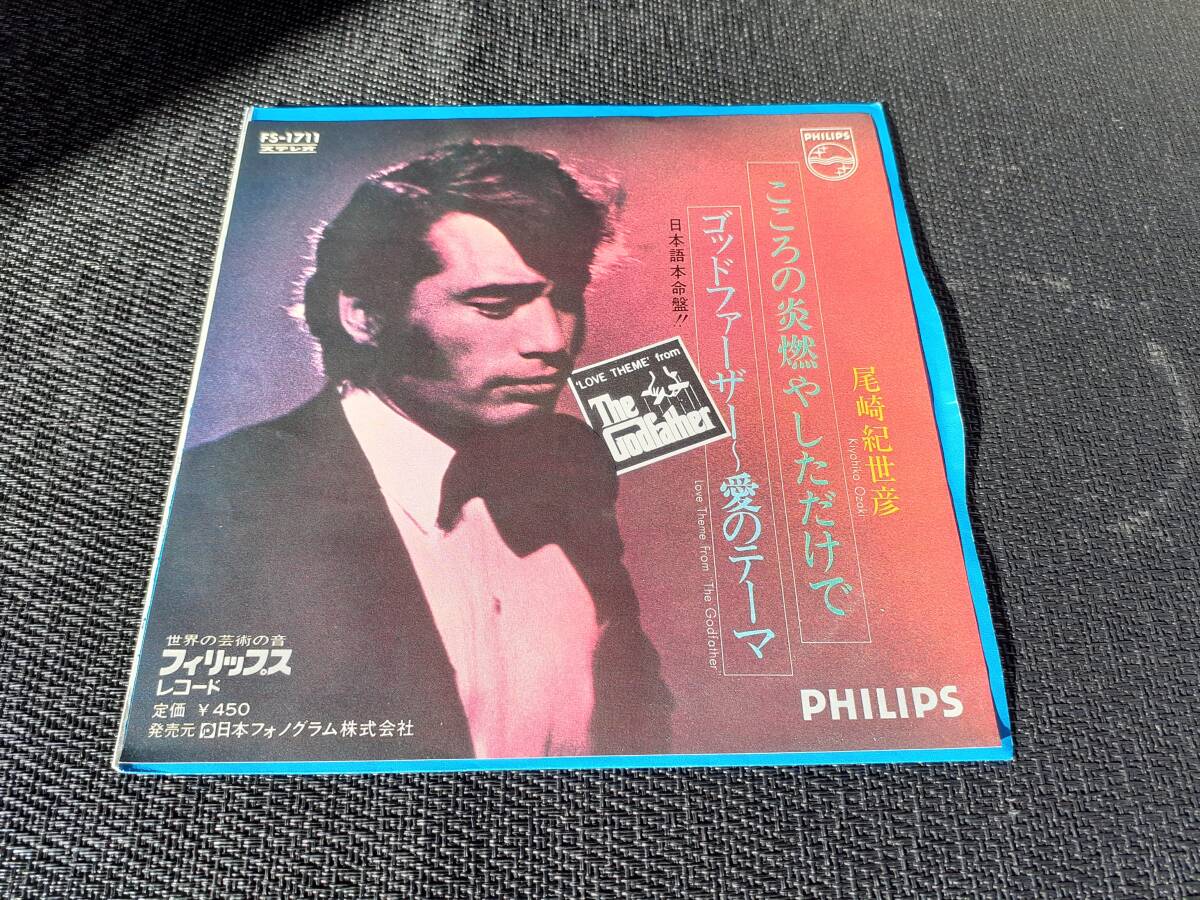 FS-1711
ステレオ
PHILIPS
こころの炎燃やしただけで
尾崎紀世彦
Kiyohiko Ozaki
日本語本命盤!!
ゴッドファーザー~愛のテーマ
Love Theme From "The Godfather"
'LOVE THEME' from
The
Godfather
世界の芸術の音
フィリップス
レコード
定価 ¥450
発売元 日本フォノグラム株式会社
PHILIPS